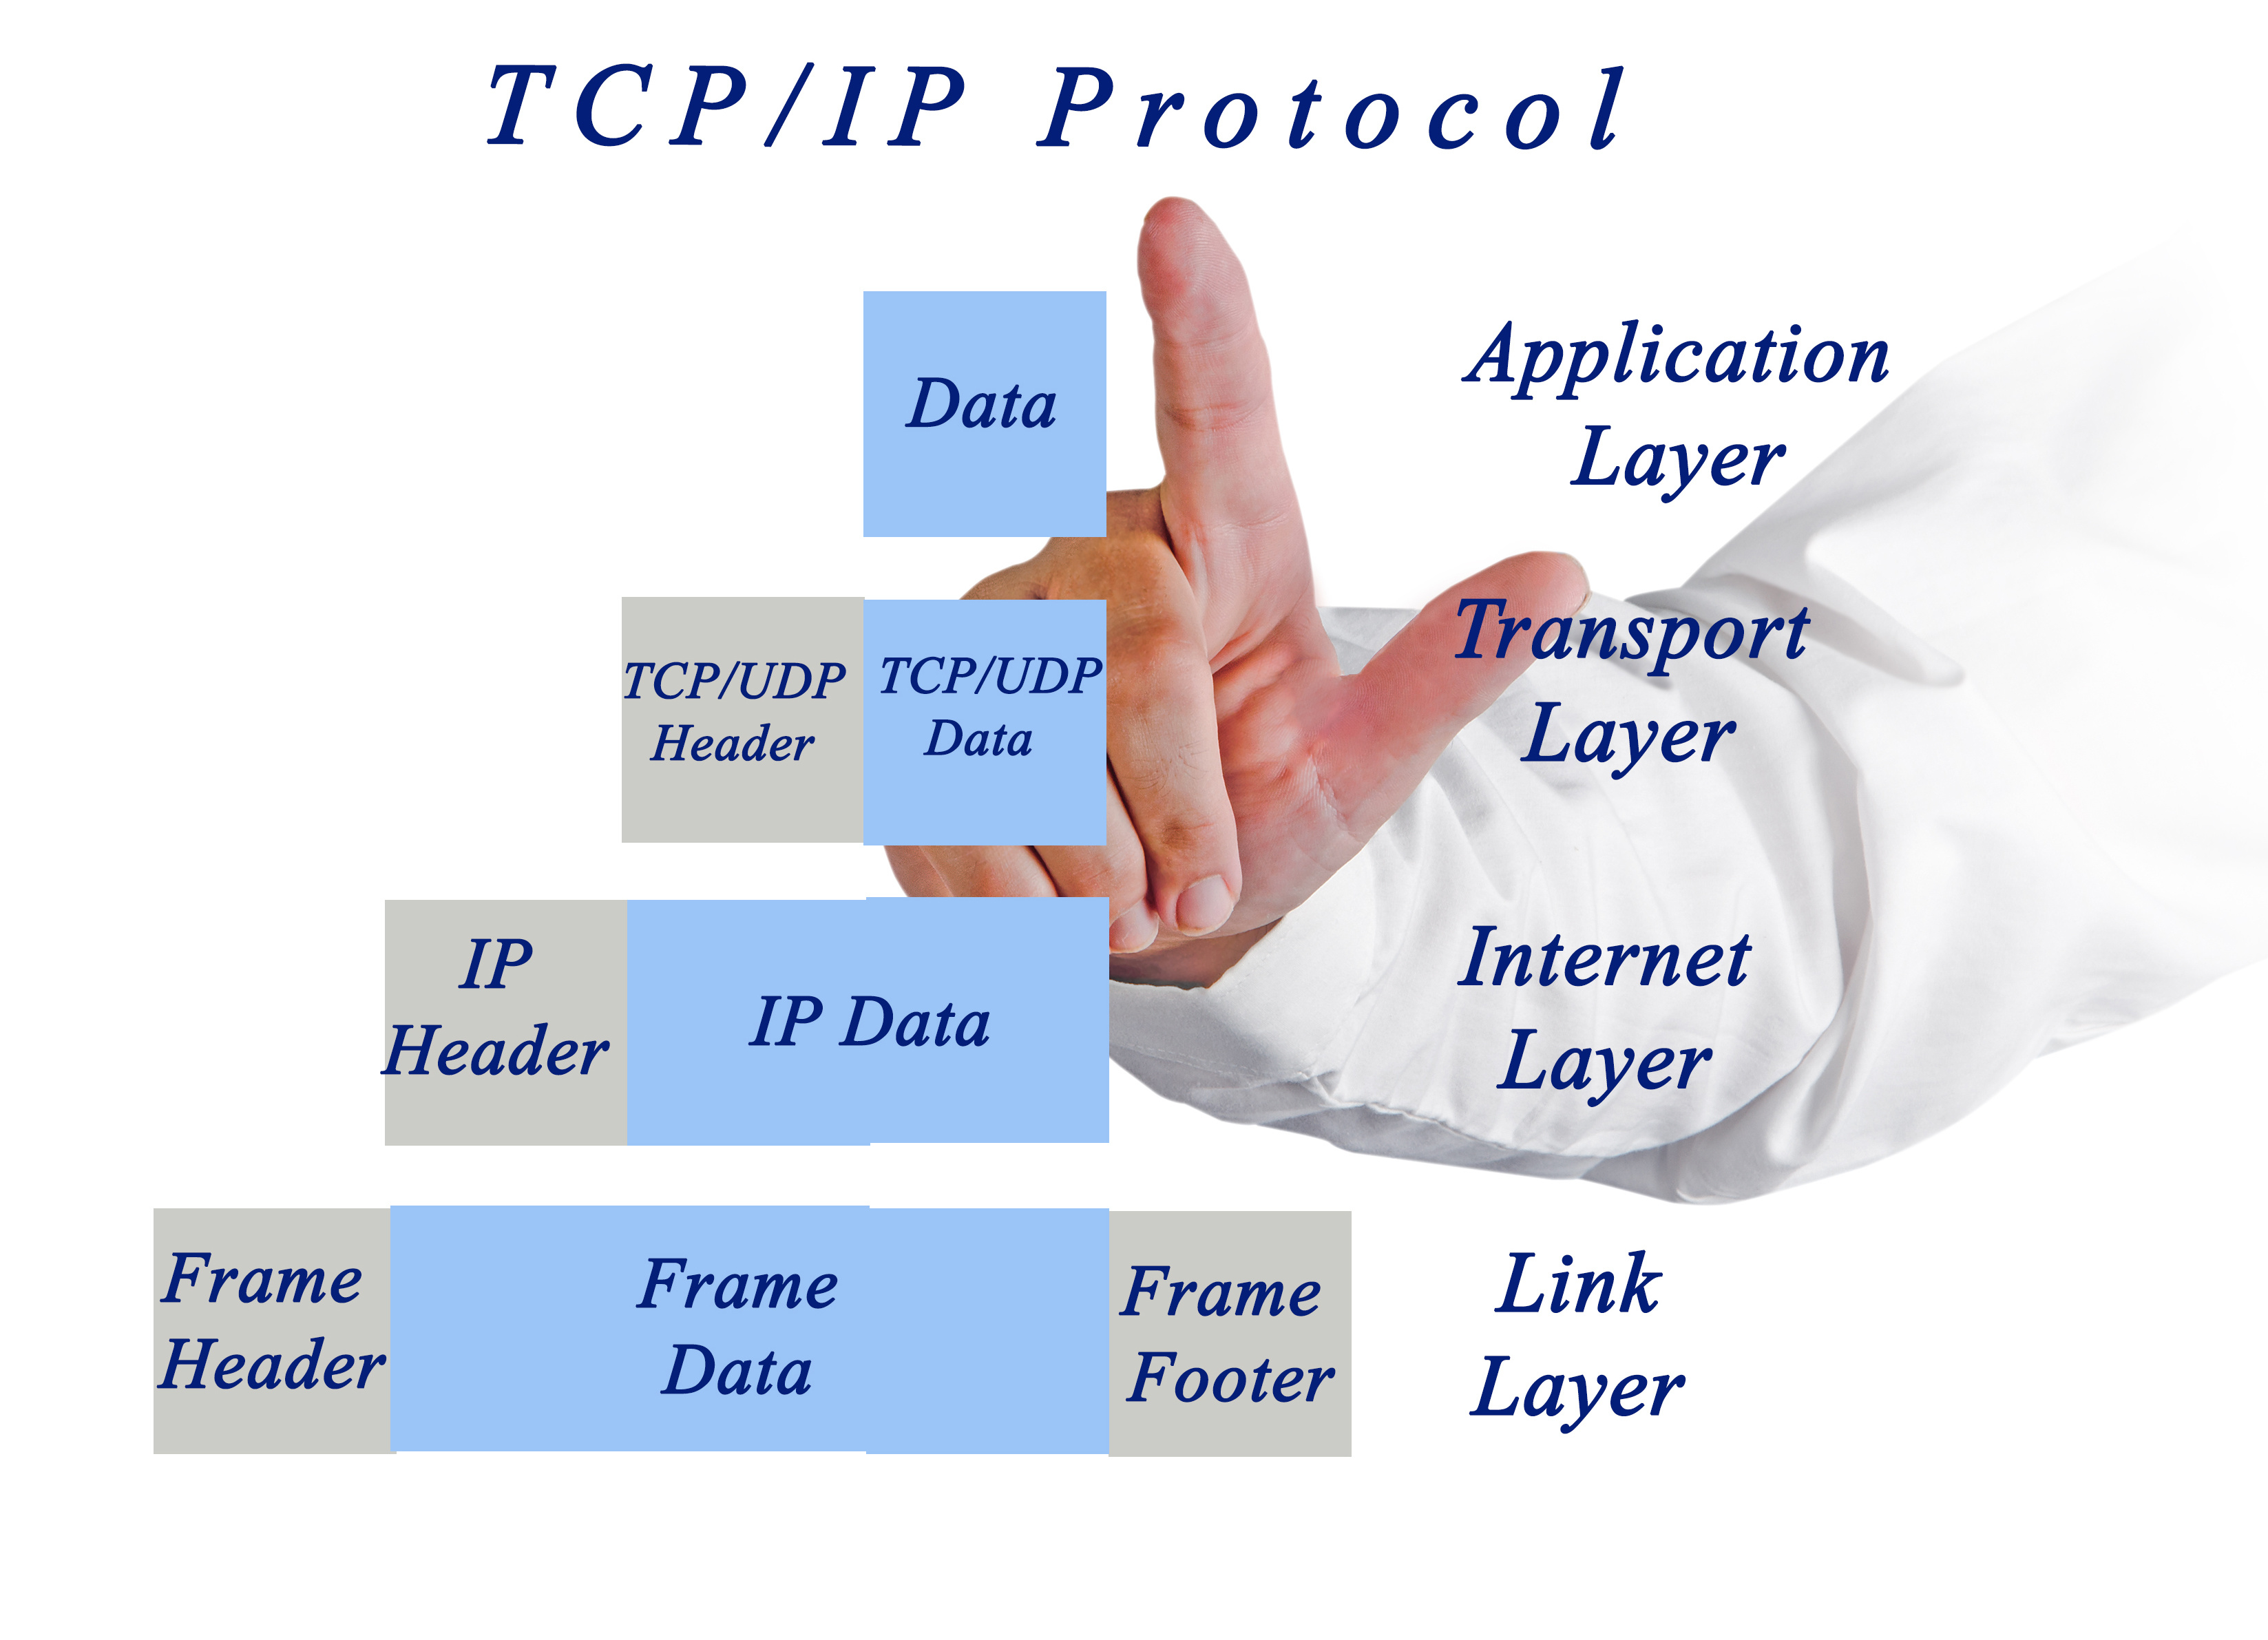 TCP/IP Protocol
Data
Application
Layer
TCP/UDP
Header
TCP/UDP
Data
Transport
Layer
IP
Header
IP Data
Internet
Layer
Frame
Header
Frame
Data
Frame
Footer
Link
Layer